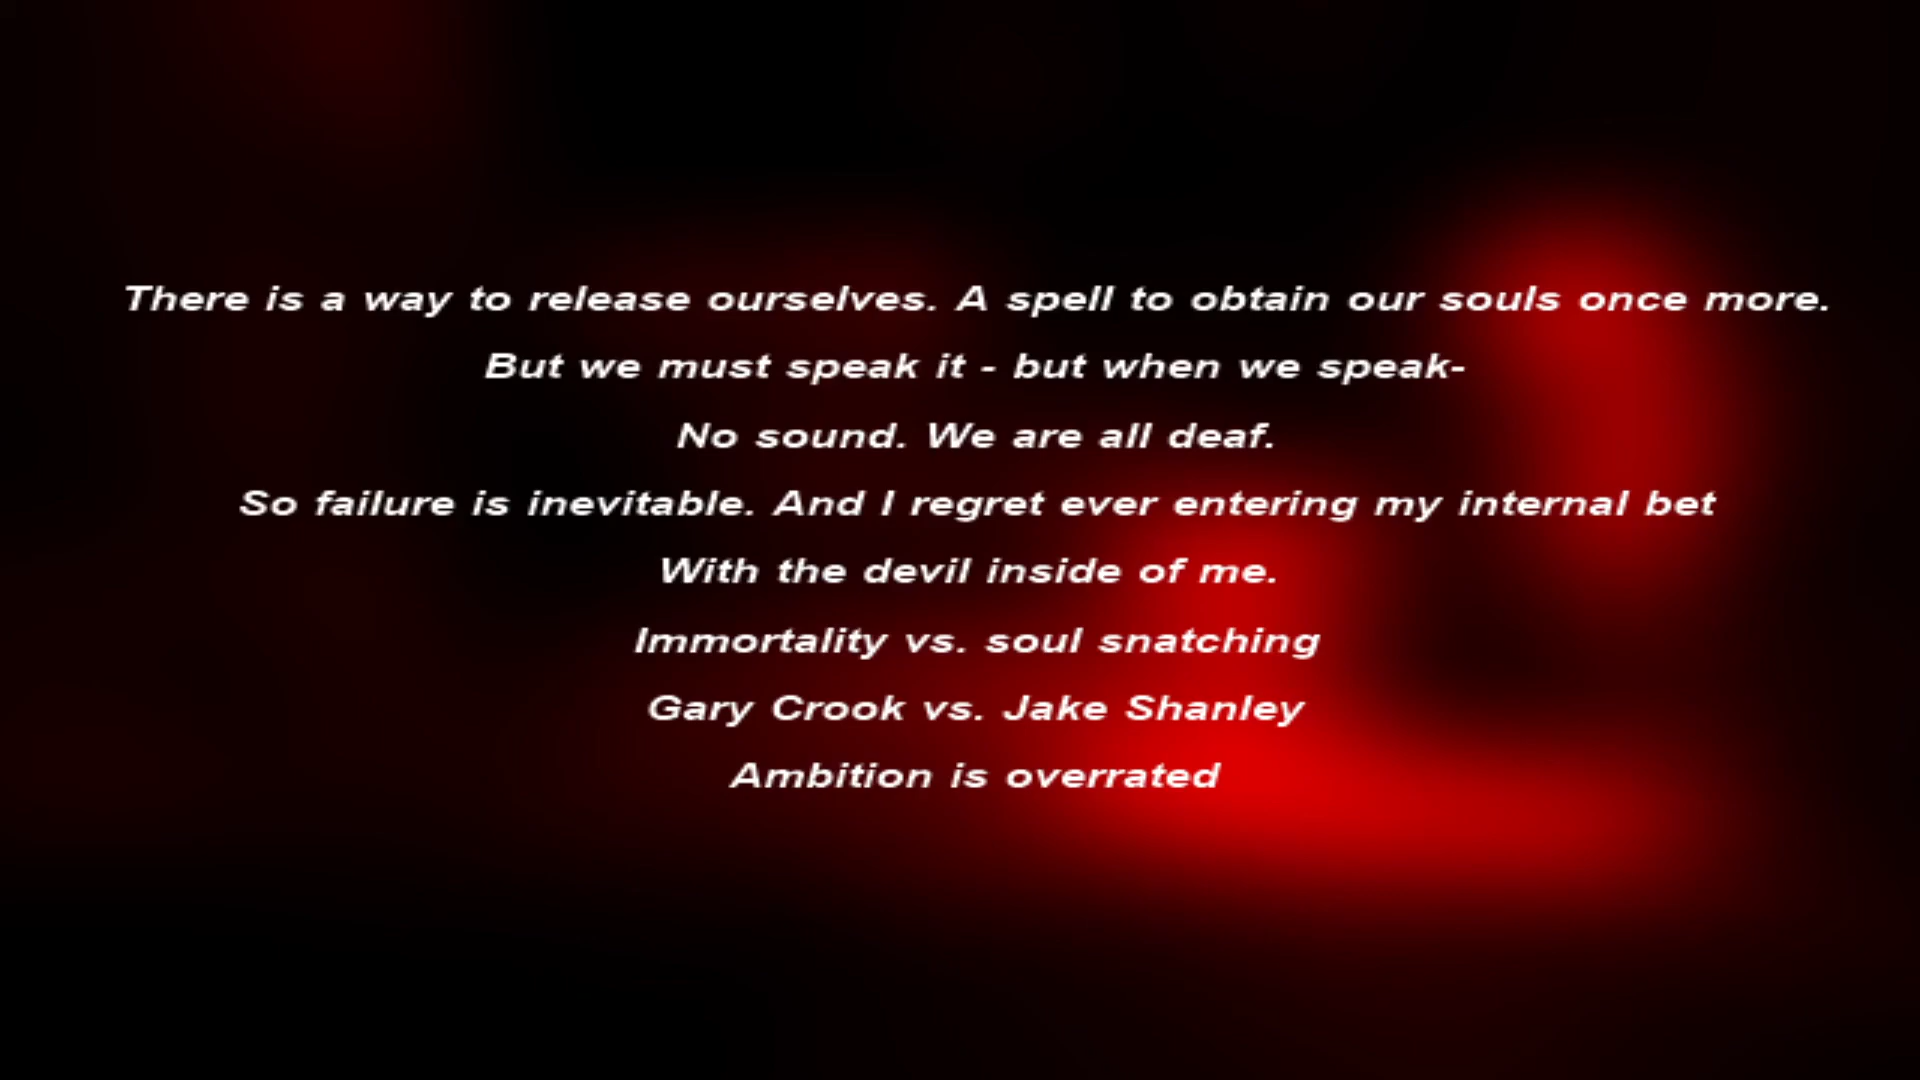 There is a way to release ourselves. A spell to obtain our souls once more.
But we must speak it - but when we speak-
No sound. We are all deaf.
So failure is inevitable. And I regret ever entering my internal bet
With the devil inside of me.
Immortality vs. soul snatching
Gary Crook vs. Jake Shanley
Ambition is overrated